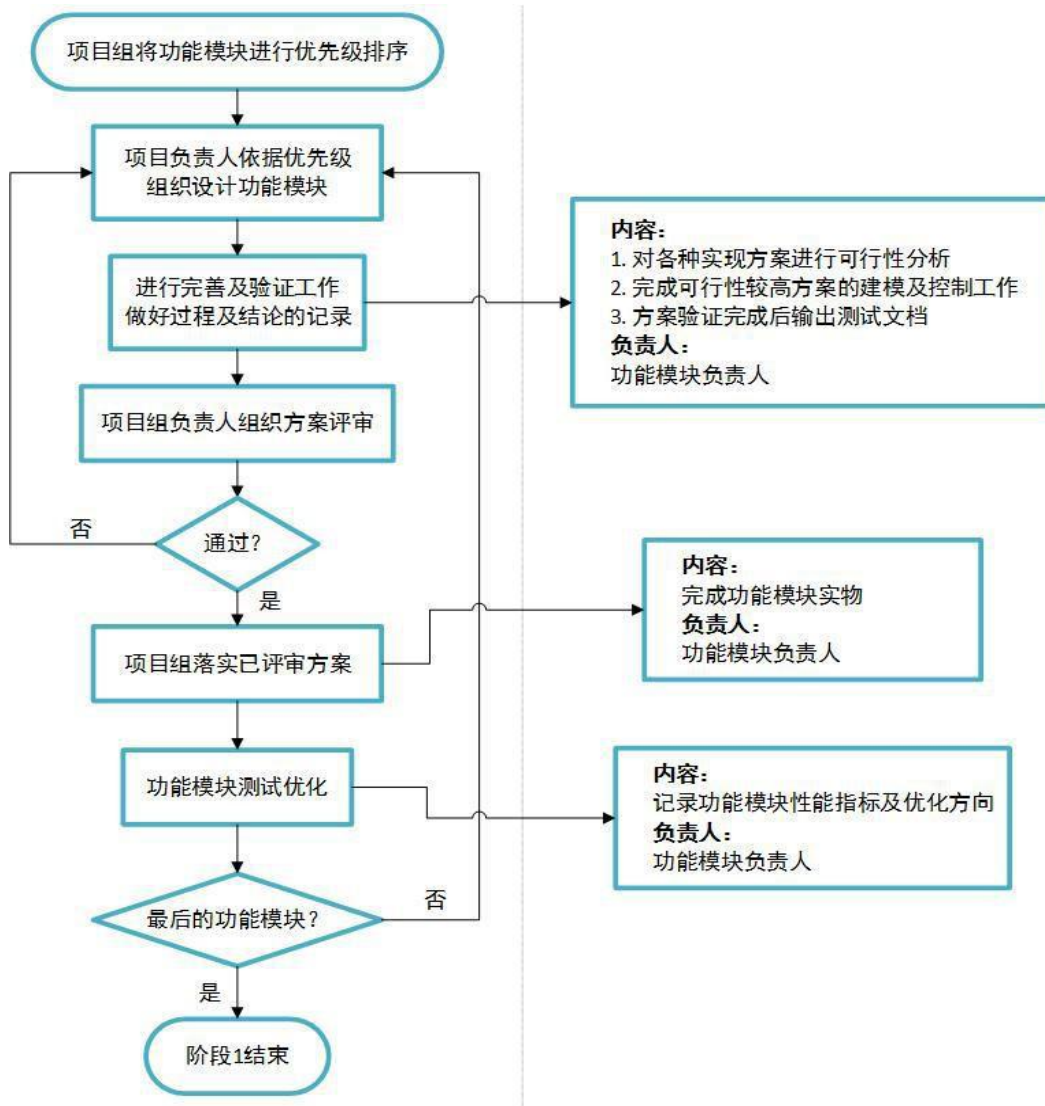 项目组将功能模块进行优先级排序
项目负责人依据优先级
组织设计功能模块
进行完善及验证工作
做好过程及结论的记录
内容：
1. 对各种实现方案进行可行性分析
2. 完成可行性较高方案的建模及控制工作
3. 方案验证完成后输出测试文档
负责人：
功能模块负责人
项目组负责人组织方案评审
否
通过？
是
项目组落实已评审方案
内容：
完成功能模块实物
负责人：
功能模块负责人
功能模块测试优化
内容：
记录功能模块性能指标及优化方向
负责人：
功能模块负责人
最后的功能模块？
否
是
阶段1结束